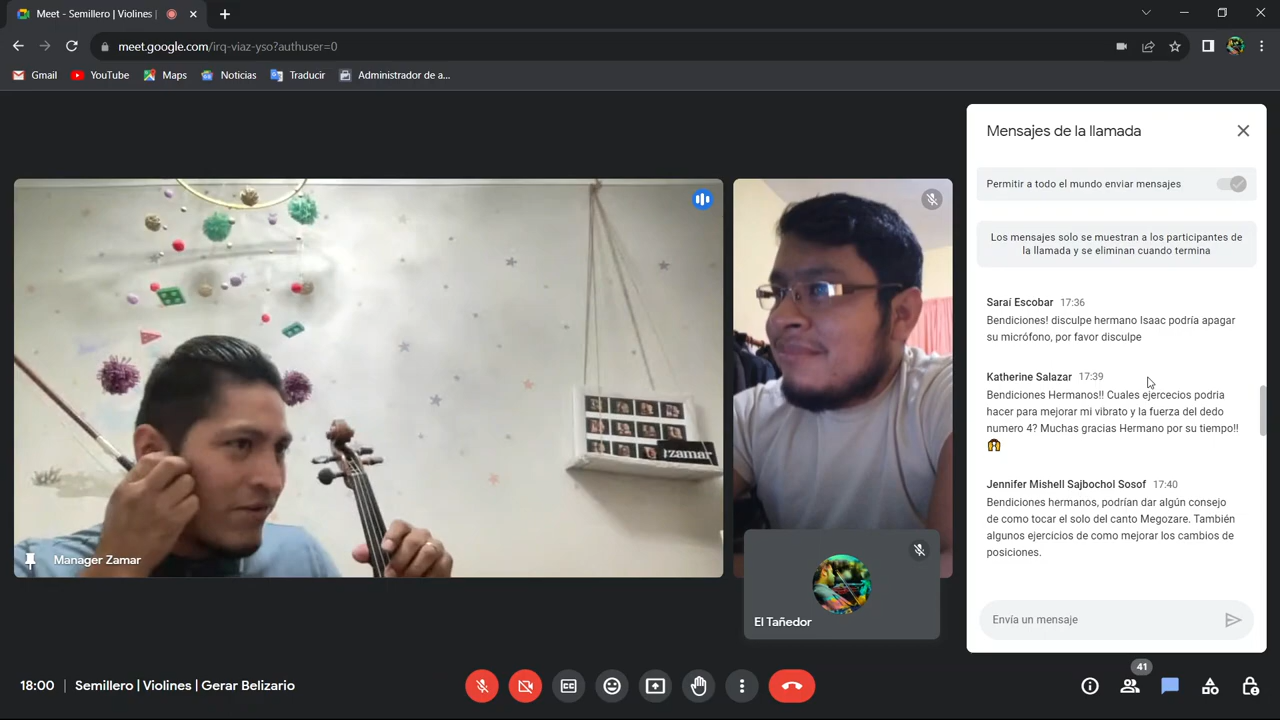 Meet - Semillero | Violines |
meet.google.com/irq-viaz-yso?authuser=0
Gmail
YouTube
Maps
Noticias
Traducir
Administrador de a...
Mensajes de la llamada
Permitir a todo el mundo enviar mensajes
Los mensajes solo se muestran a los participantes de
la llamada y se eliminan cuando termina
Saraí Escobar 17:36
Bendiciones! disculpe hermano Isaac podría apagar
su micrófono, por favor disculpe
Katherine Salazar 17:39
Bendiciones Hermanos!! Cuales ejercecios podria
hacer para mejorar mi vibrato y la fuerza del dedo
numero 4? Muchas gracias Hermano por su tiempo!!
Jennifer Mishell Sajbochol Sosof 17:40
Bendiciones hermanos, podrían dar algún consejo
de como tocar el solo del canto Megozare. También
algunos ejercicios de como mejorar los cambios de
posiciones.
Envía un mensaje
zamar
Manager Zamar
El Tañedor
18:00 | Semillero | Violines | Gerar Belizario
41